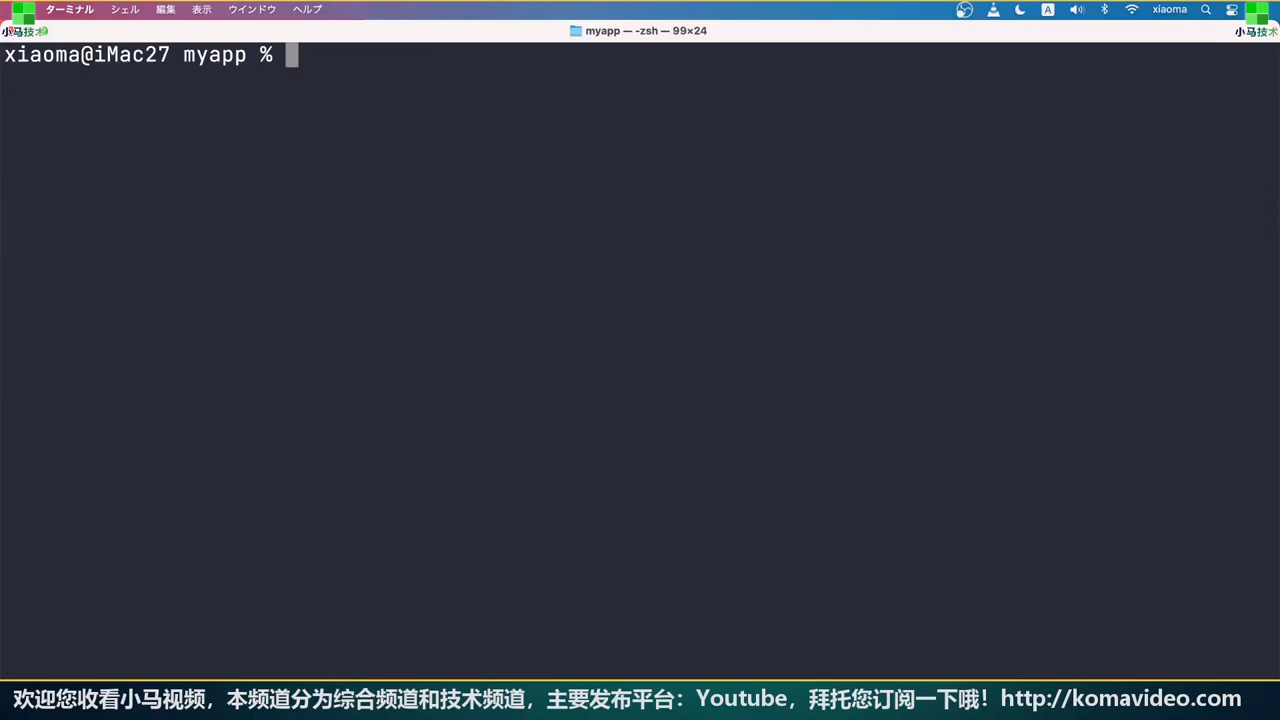 ターミナル シェル 編集 表示 ウインドウ ヘルプ A xiaoma
小马技术 myapp — -zsh — 99×24 小马技术
xiaoma@iMac27 myapp %
欢迎您收看小马视频，本频道分为综合频道和技术频道，主要发布平台：Youtube，拜托您订阅一下哦！http://komavideo.com